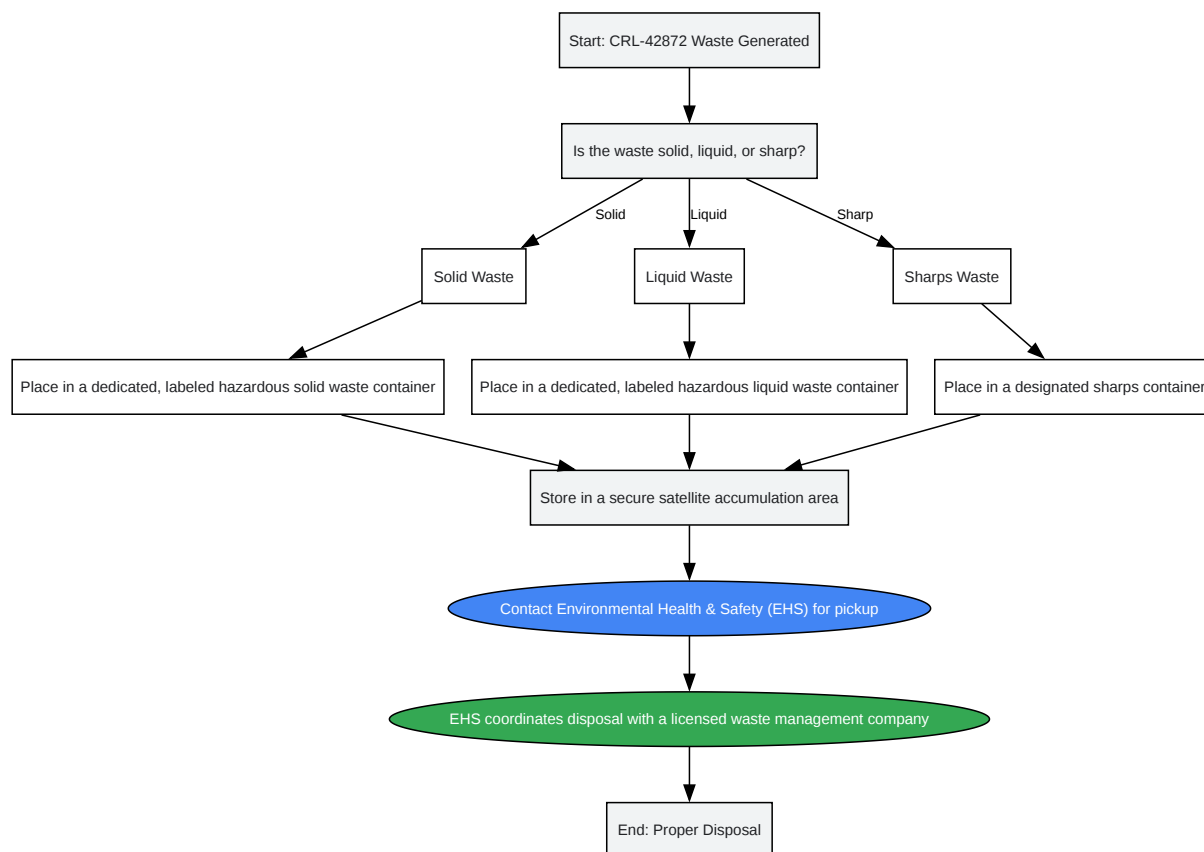 Start: CRL-42872 Waste Generated
Is the waste solid, liquid, or sharp?
Solid
Liquid
Sharp
Solid Waste
Liquid Waste
Sharps Waste
Place in a dedicated, labeled hazardous solid waste container
Place in a dedicated, labeled hazardous liquid waste container
Place in a designated sharps container
Store in a secure satellite accumulation area
Contact Environmental Health & Safety (EHS) for pickup
EHS coordinates disposal with a licensed waste management company
End: Proper Disposal